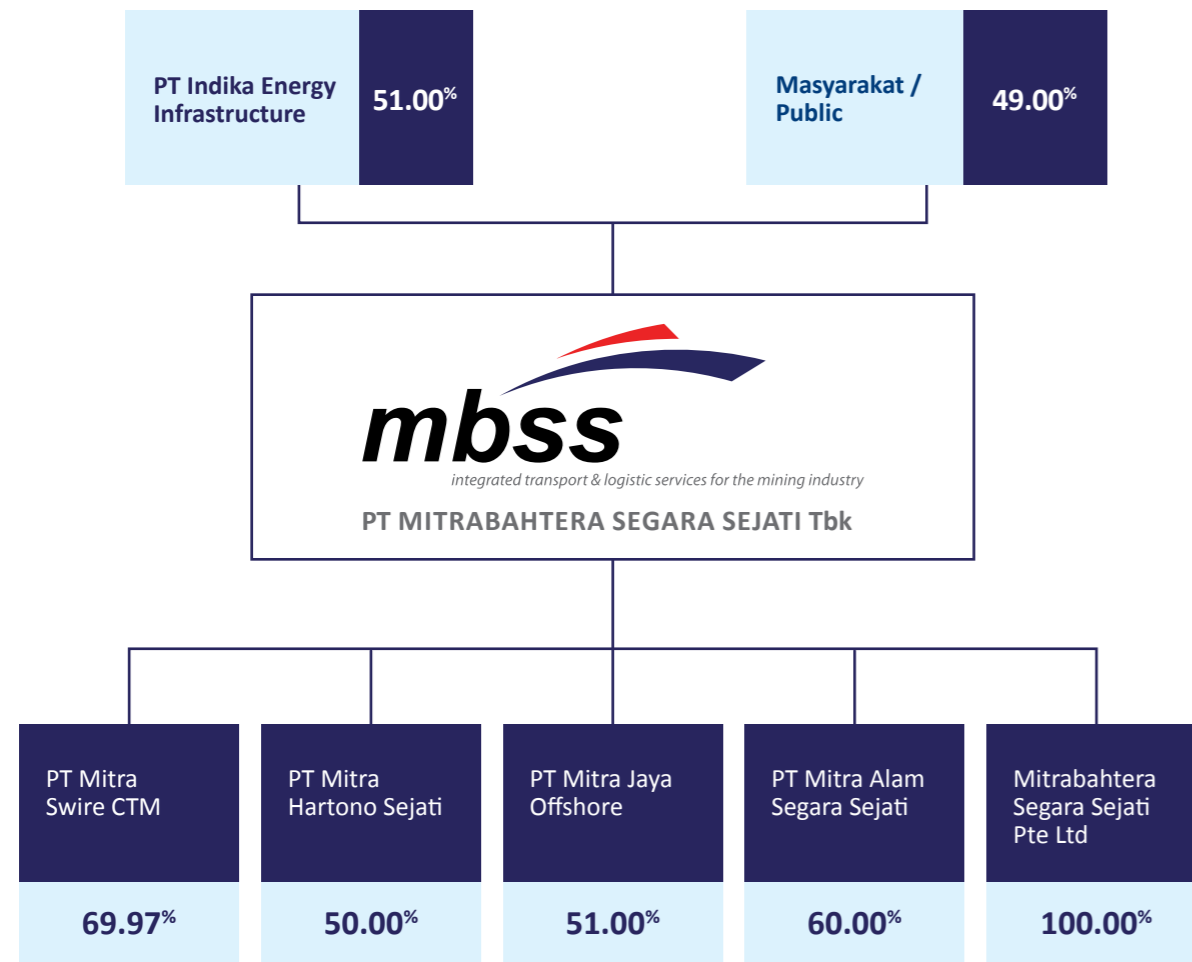 PT Indika Energy
Infrastructure
51.00%
Masyarakat /
Public
49.00%
mbss
integrated transport & logistic services for the mining industry
PT MITRABAHTERA SEGARA SEJATI Tbk
PT Mitra
Swire CTM
69.97%
PT Mitra
Hartono Sejati
50.00%
PT Mitra Jaya
Offshore
51.00%
PT Mitra Alam
Segara Sejati
60.00%
Mitrabahtera
Segara Sejati
Pte Ltd
100.00%